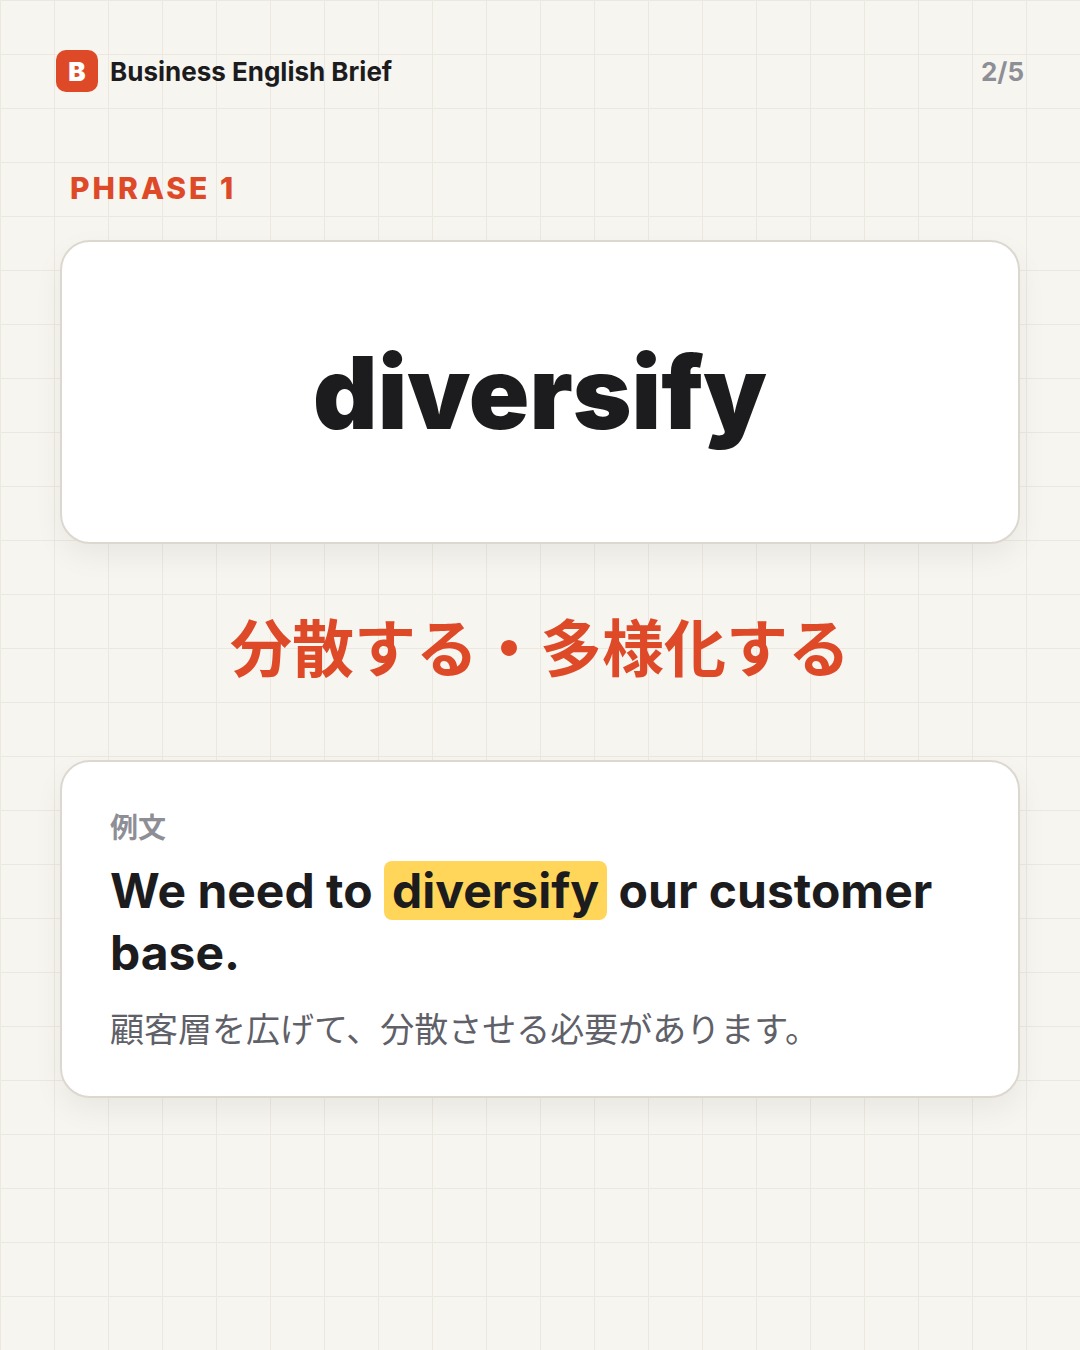 B Business English Brief 2/5
PHRASE 1
diversify
分散する・多様化する
例文
We need to diversify our customer
base.
顧客層を広げて、分散させる必要があります。